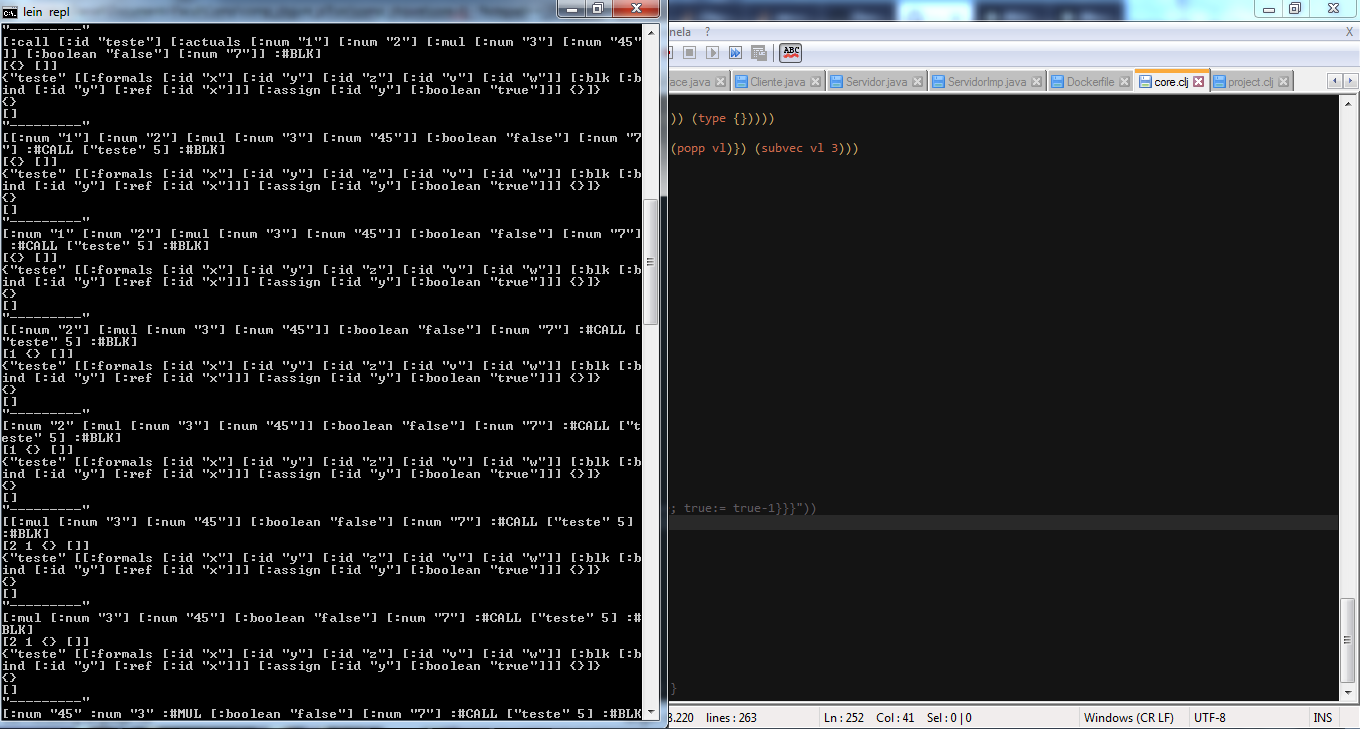 lein repl
"---------"
[:call [:id "teste"] [:actuals [:num "1"] [:num "2"] [:mul [:num "3"] [:num "45"
]] [:boolean "false"] [:num "7"]] :#BLK]
[{} []]
{"teste" [[:formals [:id "x"] [:id "y"] [:id "z"] [:id "v"] [:id "w"]] [:blk [:b
ind [:id "y"] [:ref [:id "x"]]] [:assign [:id "y"] [:boolean "true"]]] {}]}
{}
[]
"---------"
[[:num "1"] [:num "2"] [:mul [:num "3"] [:num "45"]] [:boolean "false"] [:num "7
"] :#CALL ["teste" 5] :#BLK]
[{} []]
{"teste" [[:formals [:id "x"] [:id "y"] [:id "z"] [:id "v"] [:id "w"]] [:blk [:b
ind [:id "y"] [:ref [:id "x"]]] [:assign [:id "y"] [:boolean "true"]]] {}]}
{}
[]
"---------"
[:num "1" [:num "2"] [:mul [:num "3"] [:num "45"]] [:boolean "false"] [:num "7"]
:#CALL ["teste" 5] :#BLK]
[{} []]
{"teste" [[:formals [:id "x"] [:id "y"] [:id "z"] [:id "v"] [:id "w"]] [:blk [:b
ind [:id "y"] [:ref [:id "x"]]] [:assign [:id "y"] [:boolean "true"]]] {}]}
{}
[]
"---------"
[[:num "2"] [:mul [:num "3"] [:num "45"]] [:boolean "false"] [:num "7"] :#CALL [
"teste" 5] :#BLK]
[1 {} []]
{"teste" [[:formals [:id "x"] [:id "y"] [:id "z"] [:id "v"] [:id "w"]] [:blk [:b
ind [:id "y"] [:ref [:id "x"]]] [:assign [:id "y"] [:boolean "true"]]] {}]}
{}
[]
"---------"
[:num "2" [:mul [:num "3"] [:num "45"]] [:boolean "false"] [:num "7"] :#CALL ["t
este" 5] :#BLK]
[1 {} []]
{"teste" [[:formals [:id "x"] [:id "y"] [:id "z"] [:id "v"] [:id "w"]] [:blk [:b
ind [:id "y"] [:ref [:id "x"]]] [:assign [:id "y"] [:boolean "true"]]] {}]}
{}
[]
"---------"
[[:mul [:num "3"] [:num "45"]] [:boolean "false"] [:num "7"] :#CALL ["teste" 5]
:#BLK]
[2 1 {} []]
{"teste" [[:formals [:id "x"] [:id "y"] [:id "z"] [:id "v"] [:id "w"]] [:blk [:b
ind [:id "y"] [:ref [:id "x"]]] [:assign [:id "y"] [:boolean "true"]]] {}]}
{}
[]
"---------"
[:mul [:num "3"] [:num "45"] [:boolean "false"] [:num "7"] :#CALL ["teste" 5] :#
BLK]
[2 1 {} []]
{"teste" [[:formals [:id "x"] [:id "y"] [:id "z"] [:id "v"] [:id "w"]] [:blk [:b
ind [:id "y"] [:ref [:id "x"]]] [:assign [:id "y"] [:boolean "true"]]] {}]}
{}
[]
"---------"
[:num "45" :num "3" :#MUL [:boolean "false"] [:num "7"] :#CALL ["teste" 5] :#BLK
nela ? X
ABC
ace.java Cliente.java Servidor.java ServidorImp.java Dockerfile core.clj project.clj
)) (type {}))))
(popp vl)}) (subvec vl 3)))
; true:= true-1}}}"))
}
3.220 lines : 263 Ln : 252 Col : 41 Sel : 0 | 0 Windows (CR LF) UTF-8 INS